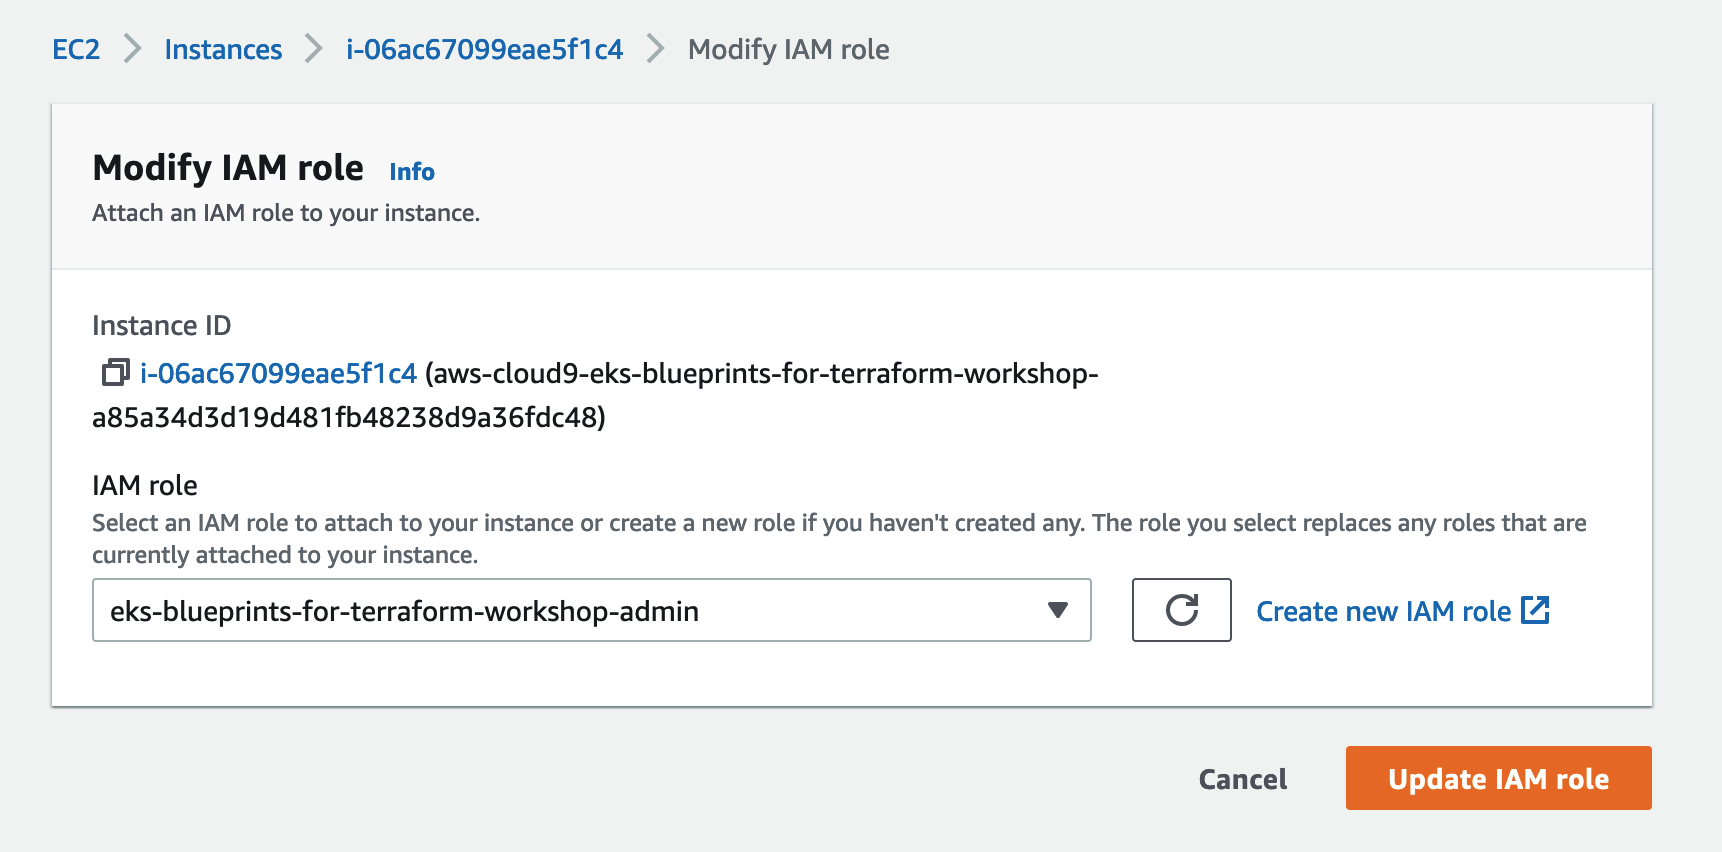 EC2 Instances i-06ac67099eae5f1c4 Modify IAM role
Modify IAM role Info
Attach an IAM role to your instance.
Instance ID
i-06ac67099eae5f1c4 (aws-cloud9-eks-blueprints-for-terraform-workshop-
a85a34d3d19d481fb48238d9a36fdc48)
IAM role
Select an IAM role to attach to your instance or create a new role if you haven't created any. The role you select replaces any roles that are
currently attached to your instance.
eks-blueprints-for-terraform-workshop-admin Create new IAM role
Cancel Update IAM role